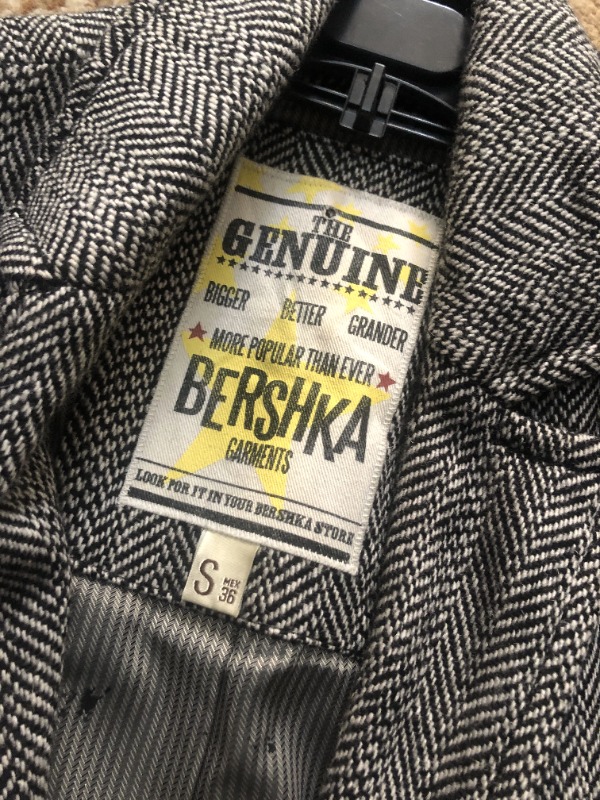 THE
GENUINE
BIGGER BETTER GRANDER
MORE POPULAR THAN EVER
BERSHKA
GARMENTS
LOOK FOR IT IN YOUR BERSHKA STORE
S MEX
36